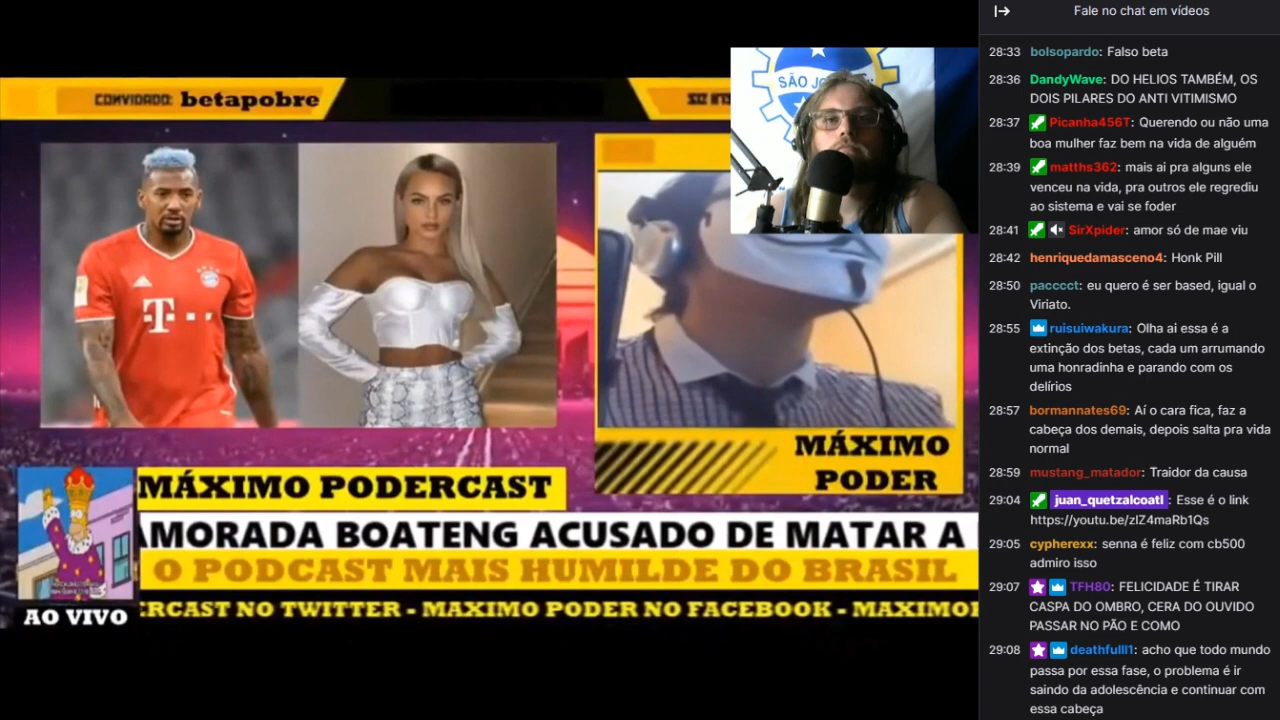 CONVIDADO: betapobre
SÃO JO
T
MÁXIMO
PODER
MÁXIMO PODERCAST
AMORADA BOATENG ACUSADO DE MATAR A
O PODCAST MAIS HUMILDE DO BRASIL
AO VIVO
ERCAST NO TWITTER - MAXIMO PODER NO FACEBOOK - MAXIMO
Fale no chat em vídeos
28:33 bolsopardo: Falso beta
28:36 DandyWave: DO HELIOS TAMBÉM, OS
DOIS PILARES DO ANTI VITIMISMO
28:37 Picanha456T: Querendo ou não uma
boa mulher faz bem na vida de alguém
28:39 matths362: mais ai pra alguns ele
venceu na vida, pra outros ele regrediu
ao sistema e vai se foder
28:41 SirXpider: amor só de mae viu
28:42 henriquedamasceno4: Honk Pill
28:50 pacccct: eu quero é ser based, igual o
Viriato.
28:55 ruisuiwakura: Olha ai essa é a
extinção dos betas, cada um arrumando
uma honradinha e parando com os
delírios
28:57 bormannates69: Aí o cara fica, faz a
cabeça dos demais, depois salta pra vida
normal
28:59 mustang_matador: Traidor da causa
29:04 juan_quetzalcoatl : Esse é o link
https://youtu.be/zIZ4maRb1Qs
29:05 cypherexx: senna é feliz com cb500
admiro isso
29:07 TFH80: FELICIDADE É TIRAR
CASPA DO OMBRO, CERA DO OUVIDO
PASSAR NO PÃO E COMO
29:08 deathfulll1: acho que todo mundo
passa por essa fase, o problema é ir
saindo da adolescência e continuar com
essa cabeça